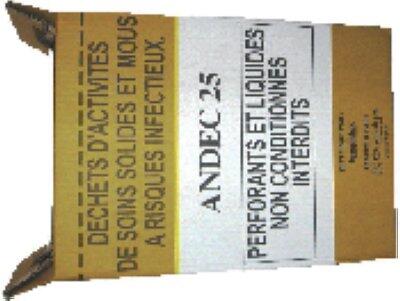 DECHETS D'ACTIVITES
DE SOINS SOLIDES ET MOUS
A RISQUES INFECTIEUX.
ANDEC 25
PERFORANTS ET LIQUIDES
NON CONDITIONNES
INTERDITS